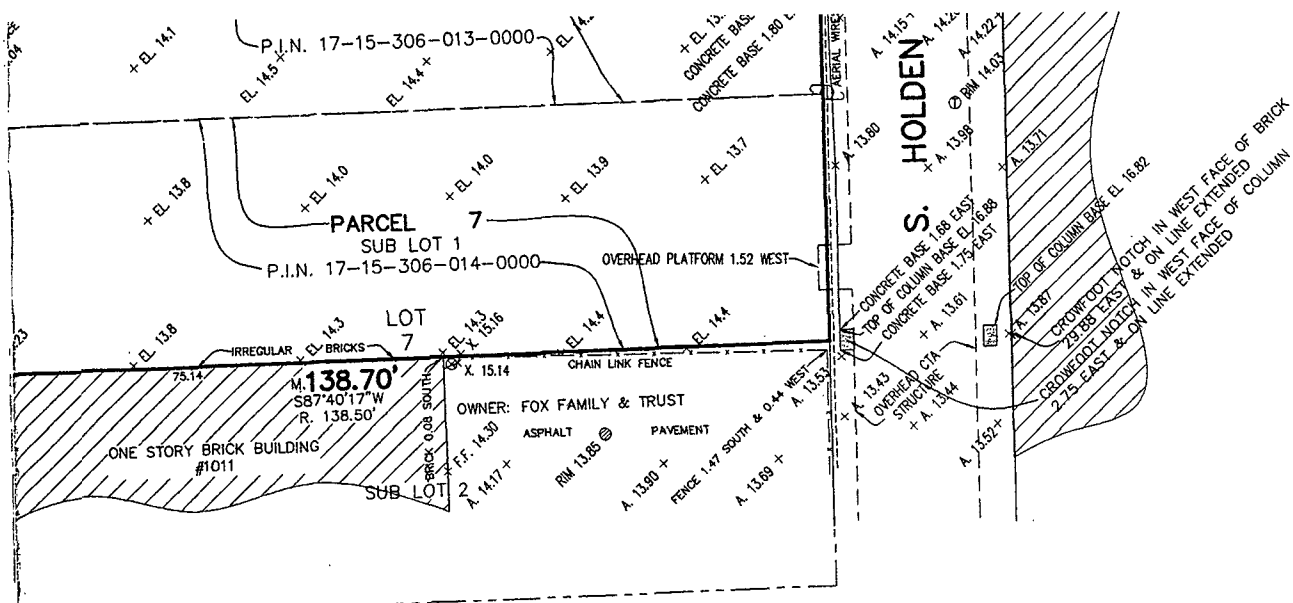 P.I.N. 17-15-306-013-0000
+ EL. 14.1
EL. 14.5 +
EL. 14.4 +
CONCRETE BASE
CONCRETE BASE 1.80
AERIAL WIRE
A. 14.15
A. 14.22 +
S. HOLDEN
RIM 14.03
+ A. 13.80
+ A. 13.98
+ A. 13.71
+ EL. 13.8
+ EL. 14.0
+ EL. 14.0
+ EL. 13.9
+ EL. 13.7
PARCEL 7
SUB LOT 1
P.I.N. 17-15-306-014-0000
OVERHEAD PLATFORM 1.52 WEST
CONCRETE BASE 1.68 EAST
TOP OF COLUMN BASE EL 16.88
CONCRETE BASE 1.75 EAST
+ A. 13.61
TOP OF COLUMN BASE EL 16.82
+ A. 13.87
CROWFOOT NOTCH IN WEST FACE OF BRICK
29.88 EAST & ON LINE EXTENDED
CROWFOOT NOTCH IN WEST FACE OF COLUMN
2.75 EAST & ON LINE EXTENDED
LOT
7
+ EL. 13.8
+ EL. 14.3
+ EL. 14.3
X. 15.16
+ EL. 14.4
+ EL. 14.4
IRREGULAR BRICKS
75.14
X. 15.14
CHAIN LINK FENCE
M. 138.70'
S87°40'17"W
R. 138.50'
BRICK 0.08 SOUTH
OWNER: FOX FAMILY & TRUST
ASPHALT PAVEMENT
F.F. 14.30
RIM 13.85
A. 14.17 +
A. 13.90 +
FENCE 1.47 SOUTH & 0.44 WEST
A. 13.69 +
A. 13.53
X. 13.43
OVERHEAD CTA
STRUCTURE
+ A. 13.44
A. 13.52 +
ONE STORY BRICK BUILDING
#1011
SUB LOT 2